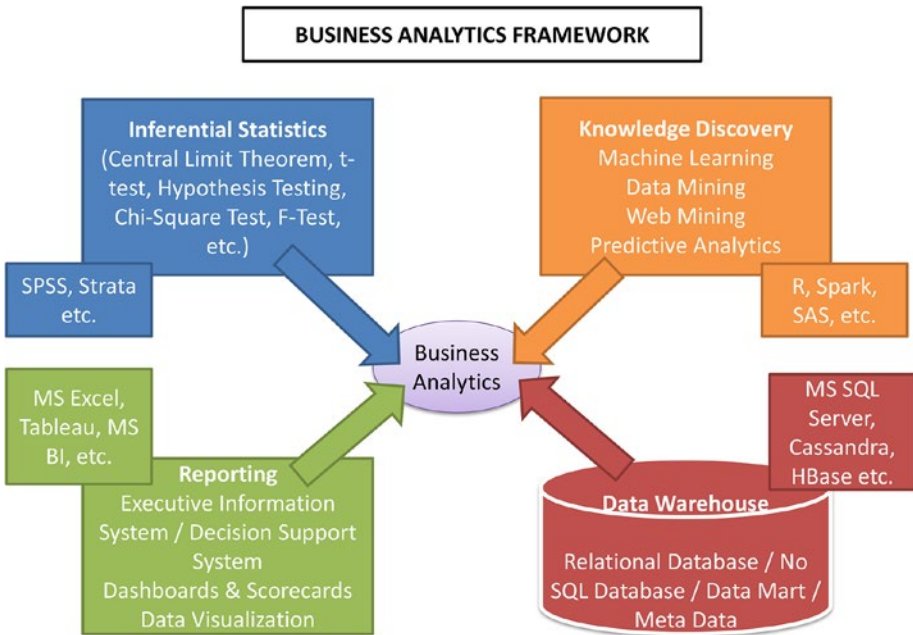 BUSINESS ANALYTICS FRAMEWORK
Inferential Statistics
(Central Limit Theorem, t-
test, Hypothesis Testing,
Chi-Square Test, F-Test,
etc.)
SPSS, Strata
etc.
Knowledge Discovery
Machine Learning
Data Mining
Web Mining
Predictive Analytics
R, Spark,
SAS, etc.
Business
Analytics
MS Excel,
Tableau, MS
BI, etc.
Reporting
Executive Information
System / Decision Support
System
Dashboards & Scorecards
Data Visualization
MS SQL
Server,
Cassandra,
HBase etc.
Data Warehouse
Relational Database / No
SQL Database / Data Mart /
Meta Data